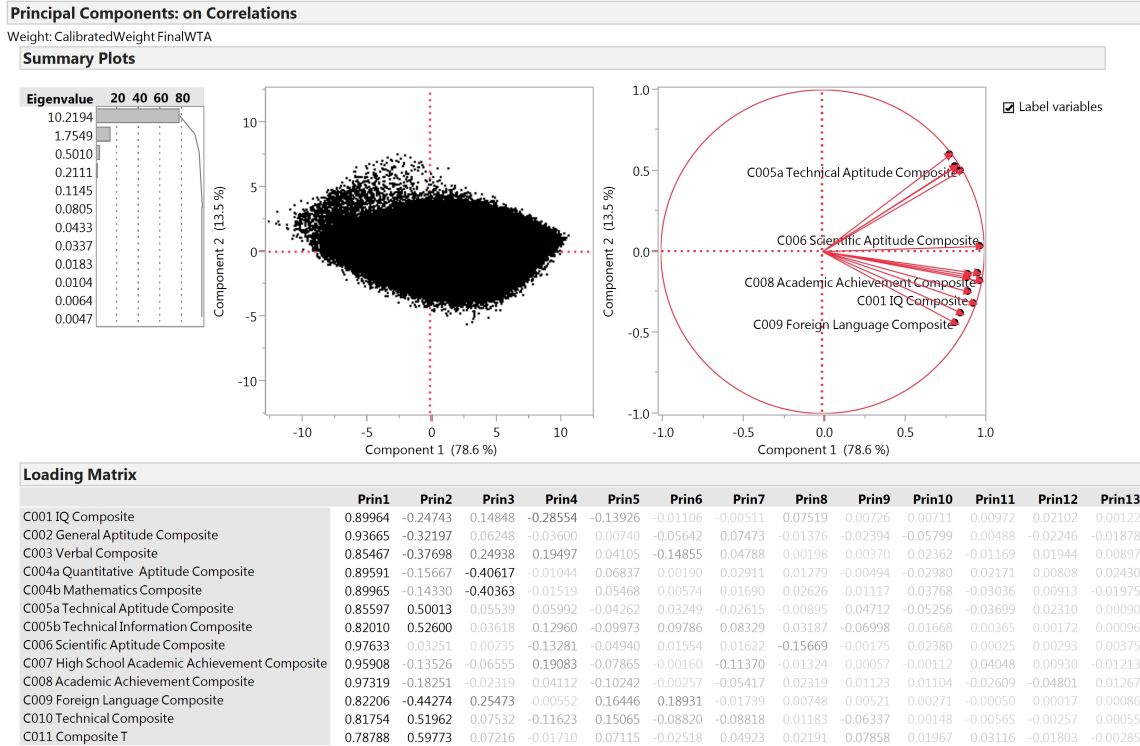 Principal Components: on Correlations
Weight: CalibratedWeight FinalWTA
Summary Plots
Eigenvalue 20 40 60 80
10.2194
1.7549
0.5010
0.2111
0.1145
0.0805
0.0433
0.0337
0.0183
0.0104
0.0064
0.0047
Component 2 (13.5 %)
10
5
0
-5
-10
-10 -5 0 5 10
Component 1 (78.6 %)
Component 2 (13.5 %)
1.0
0.5
0.0
-0.5
-1.0
C005a Technical Aptitude Composite
C006 Scientific Aptitude Composite
C008 Academic Achievement Composite
C001 IQ Composite
C009 Foreign Language Composite
-1.0 -0.5 0.0 0.5 1.0
Component 1 (78.6 %)
Label variables
Loading Matrix
Prin1 Prin2 Prin3 Prin4 Prin5 Prin6 Prin7 Prin8 Prin9 Prin10 Prin11 Prin12 Prin13
C001 IQ Composite 0.89964 -0.24743 0.14848 -0.28554 -0.13926 -0.01106 -0.00511 0.07519 0.00726 0.00711 0.00972 0.02102 0.00122
C002 General Aptitude Composite 0.93665 -0.32197 0.06248 -0.03600 0.00740 -0.05642 0.07473 -0.01376 -0.02394 -0.05799 0.00488 -0.02246 -0.01878
C003 Verbal Composite 0.85467 -0.37698 0.24938 0.19497 0.04105 -0.14855 0.04788 0.00198 0.00370 0.02362 -0.01169 0.01944 0.00897
C004a Quantitative Aptitude Composite 0.89591 -0.15667 -0.40617 -0.01044 0.06837 0.00190 0.02911 0.01279 -0.00494 -0.02980 0.02171 0.00808 0.02430
C004b Mathematics Composite 0.89965 -0.14330 -0.40363 -0.01519 0.05468 0.00574 0.01690 0.02626 0.01117 0.03768 -0.03036 0.00913 -0.01975
C005a Technical Aptitude Composite 0.85597 0.50013 0.05539 0.05992 -0.04262 0.03249 -0.02615 -0.00895 0.04712 -0.05256 -0.03699 0.02310 0.00090
C005b Technical Information Composite 0.82010 0.52600 0.03618 0.12960 -0.09973 0.09786 0.08329 0.03187 -0.06998 0.01668 0.00365 0.00172 0.00096
C006 Scientific Aptitude Composite 0.97633 0.03251 0.00235 -0.13281 -0.04940 0.01554 0.01622 -0.15669 -0.00175 0.02380 0.00025 0.00293 0.00375
C007 High School Academic Achievement Composite 0.95908 -0.13526 -0.06555 0.19083 -0.07865 -0.00160 -0.11370 -0.01324 0.00057 -0.00112 0.04048 0.00930 -0.01213
C008 Academic Achievement Composite 0.97319 -0.18251 -0.02319 0.04112 -0.10242 -0.00257 -0.05417 0.02319 0.01123 0.01104 -0.02609 -0.04801 0.01267
C009 Foreign Language Composite 0.82206 -0.44274 0.25473 0.00552 0.16446 0.18931 -0.01739 0.00748 0.00521 0.00271 -0.00050 0.00017 0.00086
C010 Technical Composite 0.81754 0.51962 0.07532 -0.11623 0.15065 -0.08820 -0.08818 0.01183 -0.06337 0.00148 -0.00565 -0.00257 0.00055
C011 Composite T 0.78788 0.59773 0.07216 -0.01710 0.07115 -0.02518 0.04923 0.02191 0.07858 0.01967 0.03116 -0.01803 -0.00285